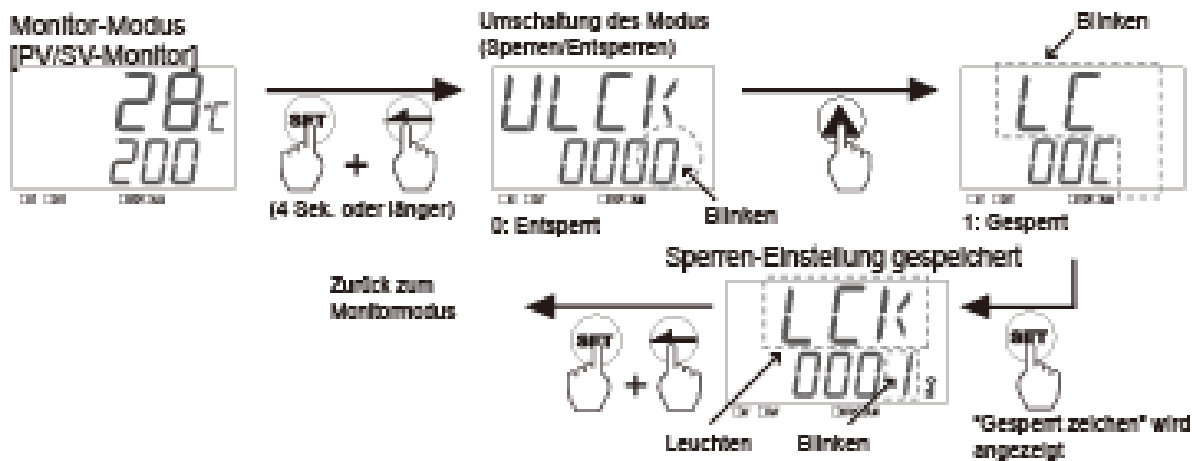 Monitor-Modus
[PV/SV-Monitor]
28℃
200
SET
+
(4 Sek. oder länger)
Umschaltung des Modus
(Sperren/Entsperren)
ULCK
0000
Blinken
0: Entsperrt
Blinken
LC
00C
1: Gesperrt
Sperren-Einstellung gespeichert
Zurück zum
Monitormodus
SET
+
LCK
0001
Leuchten
Blinken
SET
"Gesperrt zeichen" wird
angezeigt